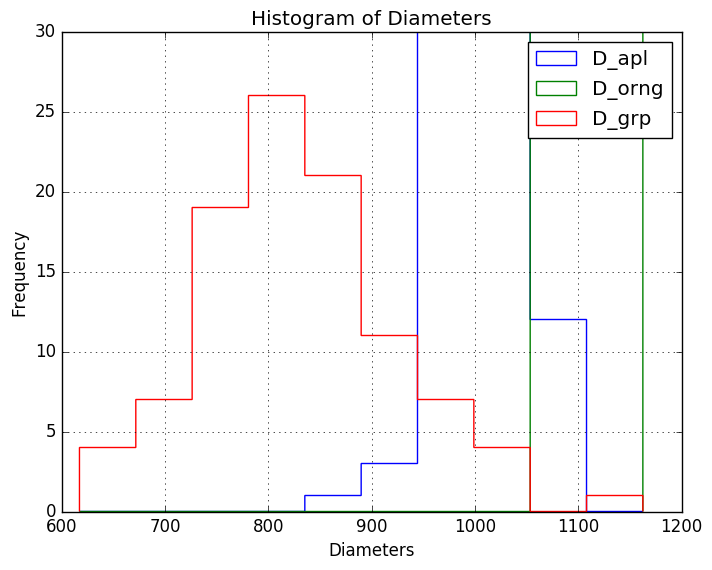 Histogram of Diameters
30
25
20
15
10
5
0
Frequency
D_apl
D_orng
D_grp
600 700 800 900 1000 1100 1200
Diameters